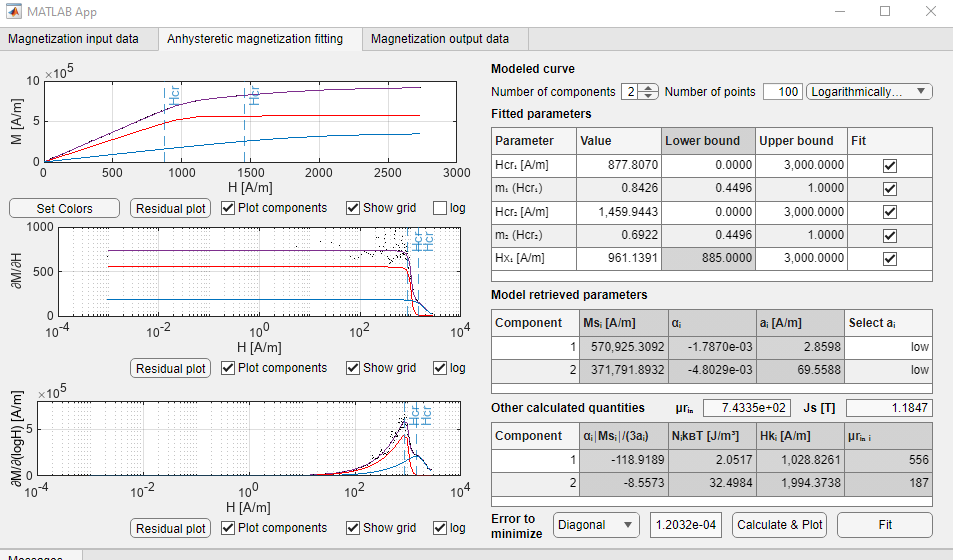 MATLAB App
Magnetization input data
Anhysteretic magnetization fitting
Magnetization output data
×10⁵
10
5
0
M [A/m]
Hcr
Hcr
0 500 1000 1500 2000 2500 3000
H [A/m]
Set Colors
Residual plot
Plot components
Show grid
log
1000
500
0
∂M/∂H
Hcr
Hcr
10⁻⁴ 10⁻² 10⁰ 10² 10⁴
H [A/m]
Residual plot
Plot components
Show grid
log
×10⁵
5
0
∂M/∂(logH) [A/m]
Hcr
Hcr
10⁻⁴ 10⁻² 10⁰ 10² 10⁴
H [A/m]
Residual plot
Plot components
Show grid
log
Modeled curve
Number of components 2 Number of points 100 Logarithmically...
Fitted parameters
Parameter Value Lower bound Upper bound Fit
Hcr₁ [A/m] 877.8070 0.0000 3,000.0000
m₁ (Hcr₁) 0.8426 0.4496 1.0000
Hcr₂ [A/m] 1,459.9443 0.0000 3,000.0000
m₂ (Hcr₂) 0.6922 0.4496 1.0000
Hx₁ [A/m] 961.1391 885.0000 3,000.0000
Model retrieved parameters
Component Msᵢ [A/m] αᵢ aᵢ [A/m] Select aᵢ
1 570,925.3092 -1.7870e-03 2.8598 low
2 371,791.8932 -4.8029e-03 69.5588 low
Other calculated quantities µrᵢₙ 7.4335e+02 Js [T] 1.1847
Component αᵢ|Msᵢ|/(3aᵢ) NᵢkʙT [J/m³] Hkᵢ [A/m] µrᵢₙ ᵢ
1 -118.9189 2.0517 1,028.8261 556
2 -8.5573 32.4984 1,994.3738 187
Error to
minimize
Diagonal
1.2032e-04
Calculate & Plot
Fit
Messages